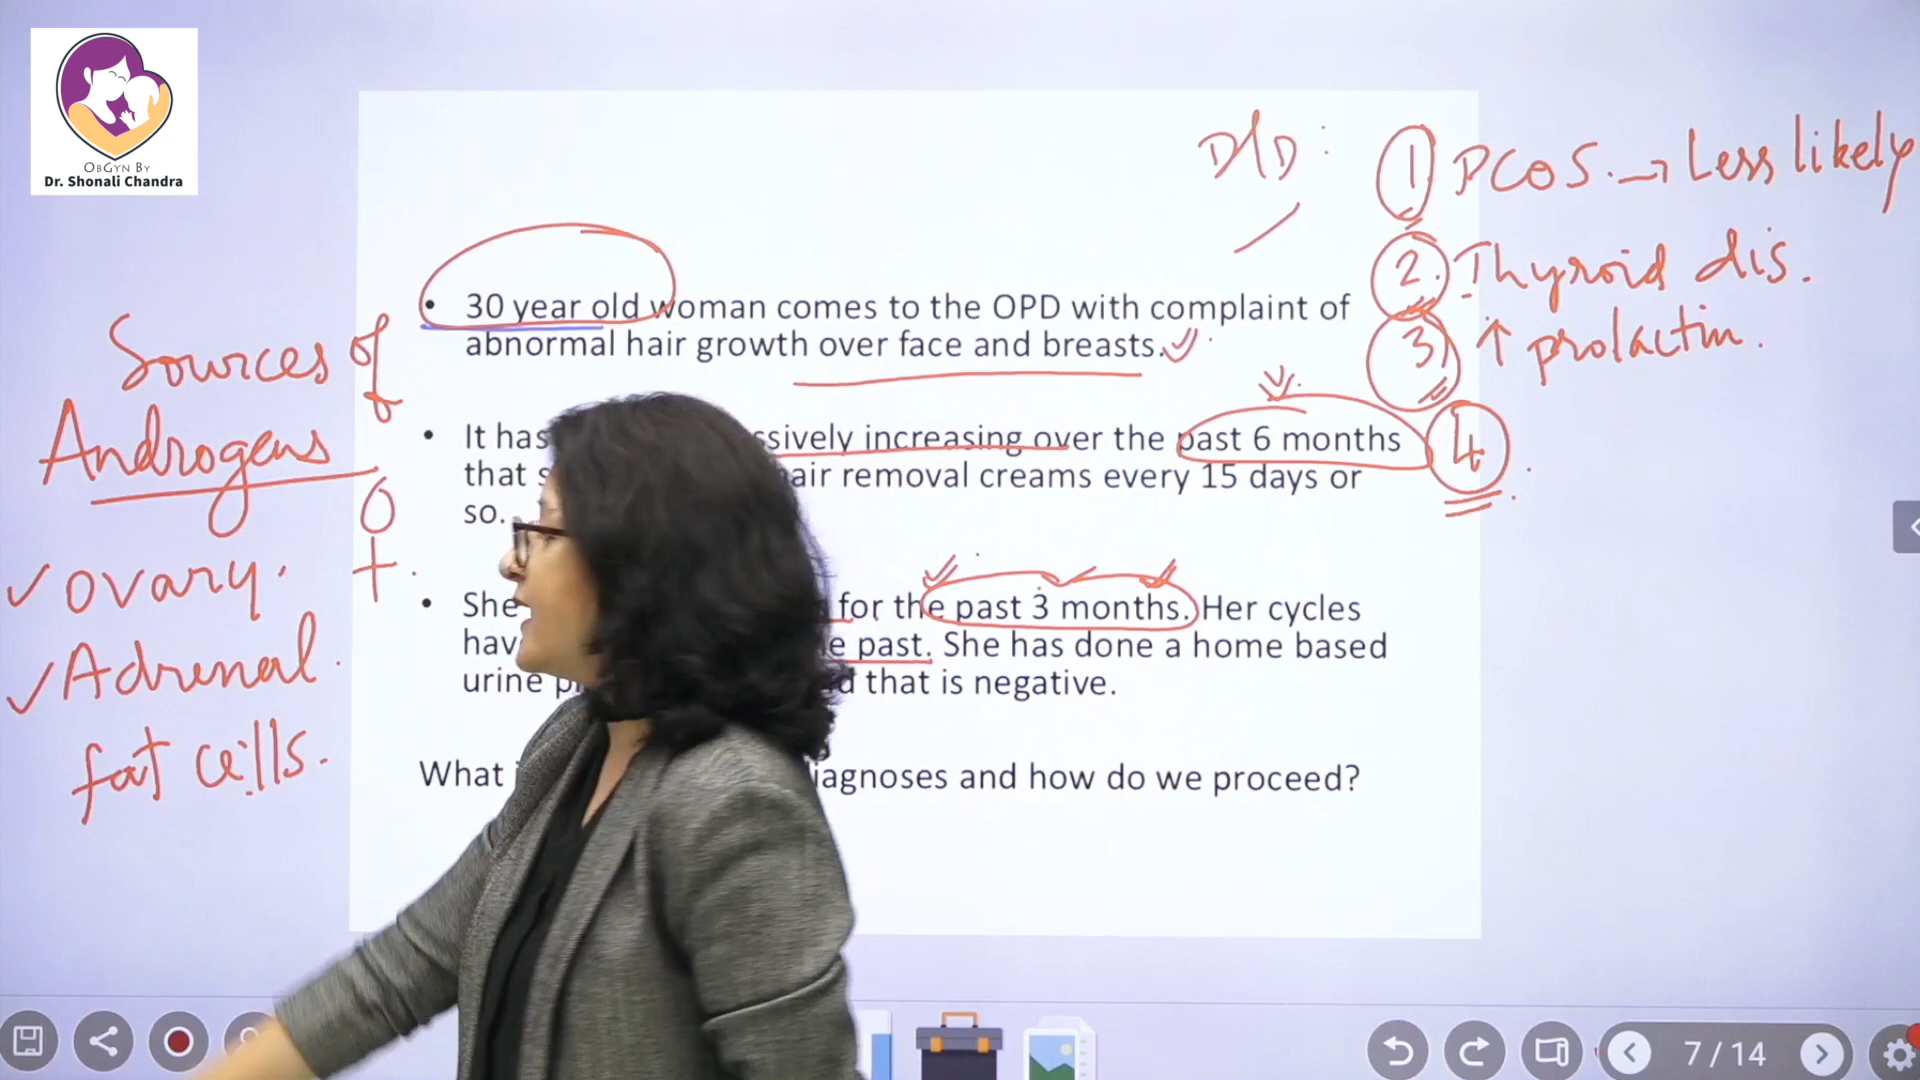 OBGYN BY
Dr. Shonali Chandra
D/D :
1 PCOS. → Less likely
2. Thyroid dis.
3) ↑ prolactin.
4
30 year old woman comes to the OPD with complaint of
abnormal hair growth over face and breasts.
It has increasing over the past 6 months
that hair removal creams every 15 days or
so.
She for the past 3 months. Her cycles
past. She has done a home based
urine that is negative.
What and how do we proceed?
Sources of
Androgens
♀
✓ ovary.
✓ Adrenal.
fat cells.
7 / 14